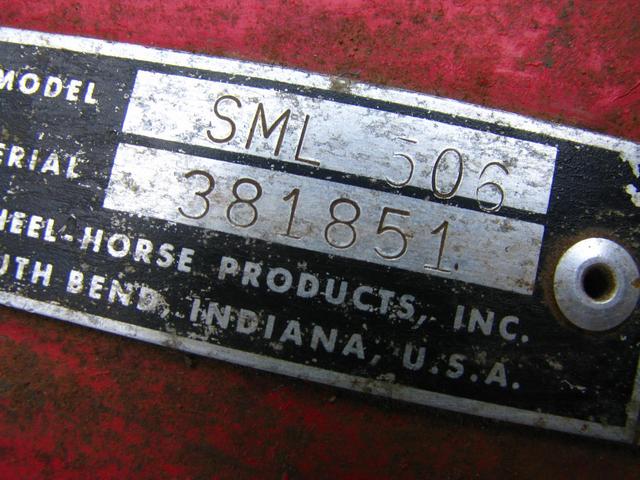 MODEL SML 506
ERIAL 381851
HEEL-HORSE PRODUCTS, INC.
UTH BEND, INDIANA, U.S.A.